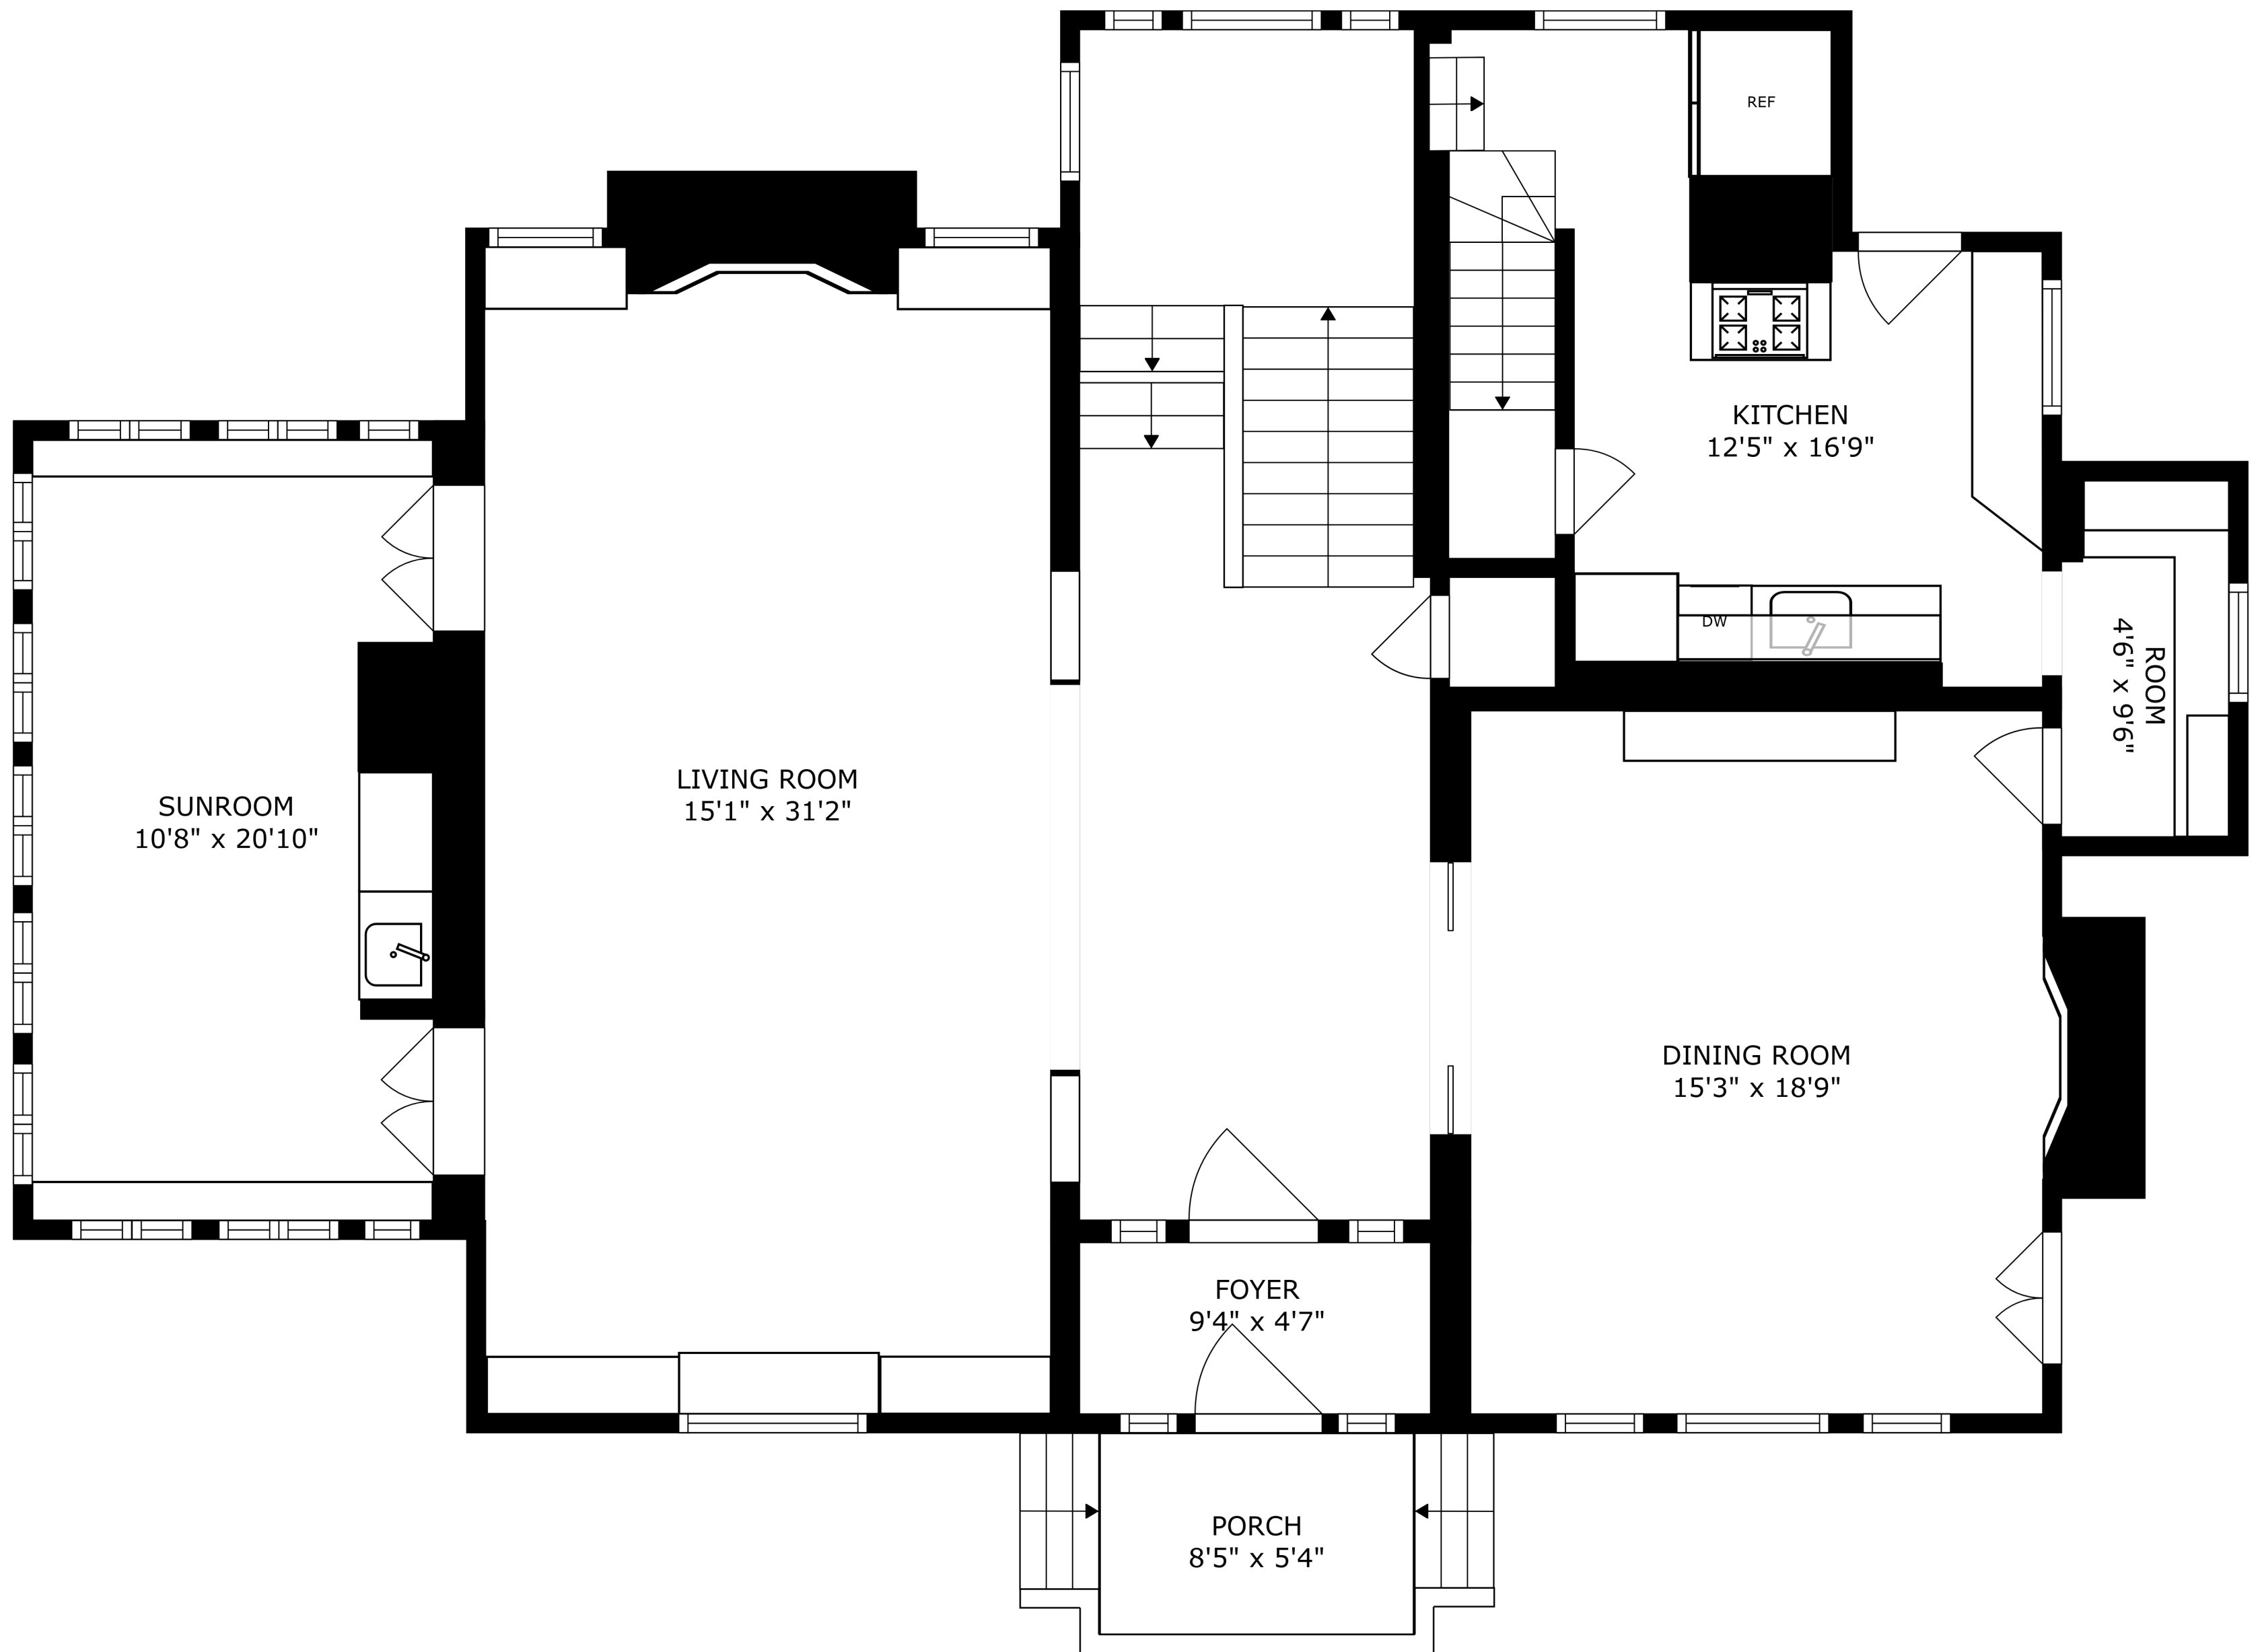 REF
KITCHEN
12'5" x 16'9"
DW
ROOM
4'6" x 9'6"
LIVING ROOM
15'1" x 31'2"
SUNROOM
10'8" x 20'10"
DINING ROOM
15'3" x 18'9"
FOYER
9'4" x 4'7"
PORCH
8'5" x 5'4"